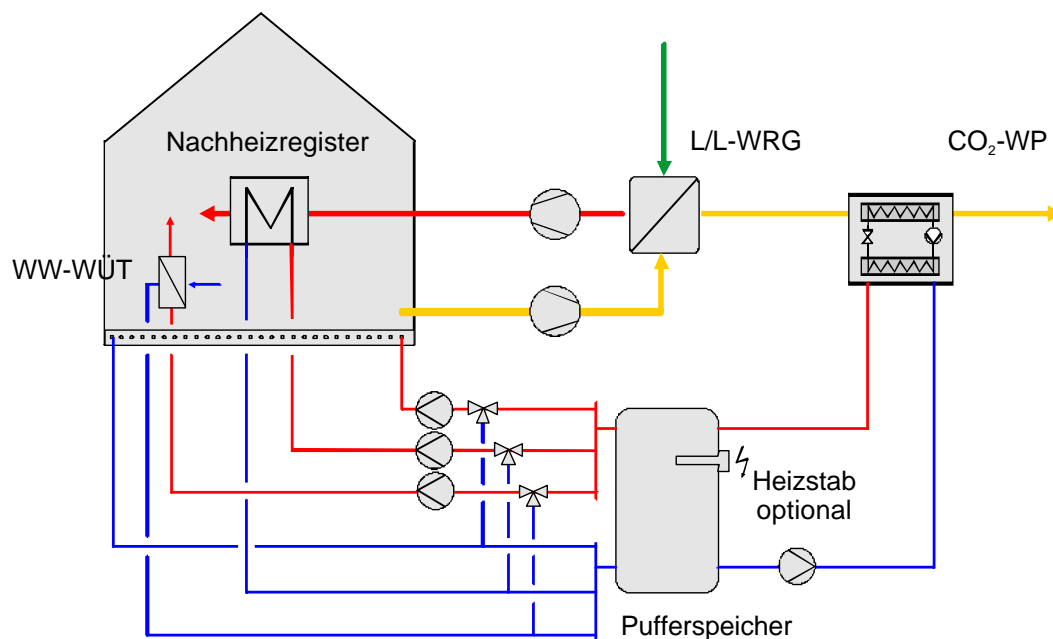 Nachheizregister
L/L-WRG
CO₂-WP
WW-WÜT
Heizstab
optional
Pufferspeicher